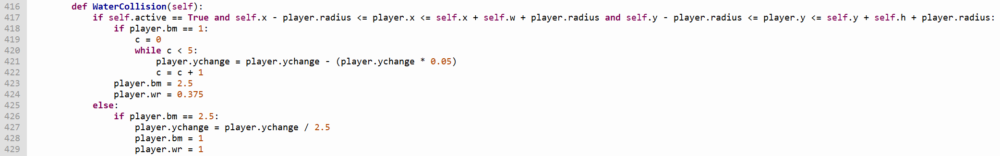 416 def WaterCollision(self):
417 if self.active == True and self.x - player.radius <= player.x <= self.x + self.w + player.radius and self.y - player.radius <= player.y <= self.y + self.h + player.radius:
418 if player.bm == 1:
419 c = 0
420 while c < 5:
421 player.ychange = player.ychange - (player.ychange * 0.05)
422 c = c + 1
423 player.bm = 2.5
424 player.wr = 0.375
425 else:
426 if player.bm == 2.5:
427 player.ychange = player.ychange / 2.5
428 player.bm = 1
429 player.wr = 1